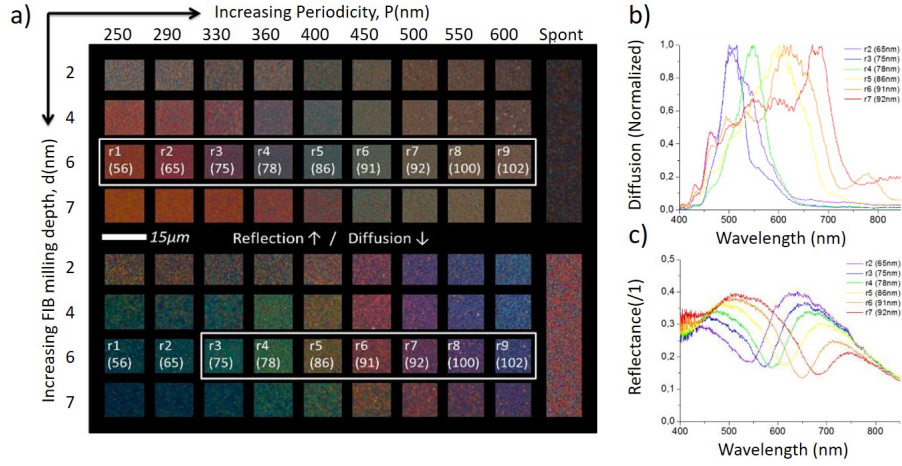 a)
Increasing Periodicity, P(nm)
250 290 330 360 400 450 500 550 600 Spont
Increasing FIB milling depth, d(nm)
2
4
6
r1 r2 r3 r4 r5 r6 r7 r8 r9
(56) (65) (75) (78) (86) (91) (92) (100) (102)
7
15μm Reflection ↑ / Diffusion ↓
2
4
6
r1 r2 r3 r4 r5 r6 r7 r8 r9
(56) (65) (75) (78) (86) (91) (92) (100) (102)
7
b)
Diffusion (Normalized)
1,0
0,8
0,6
0,4
0,2
0,0
r2 (65nm)
r3 (75nm)
r4 (78nm)
r5 (86nm)
r6 (91nm)
r7 (92nm)
400 500 600 700 800
Wavelength (nm)
c)
Reflectance(/1)
0,5
0,4
0,3
0,2
0,1
0,0
r2 (65nm)
r3 (75nm)
r4 (78nm)
r5 (86nm)
r6 (91nm)
r7 (92nm)
400 500 600 700 800
Wavelength (nm)